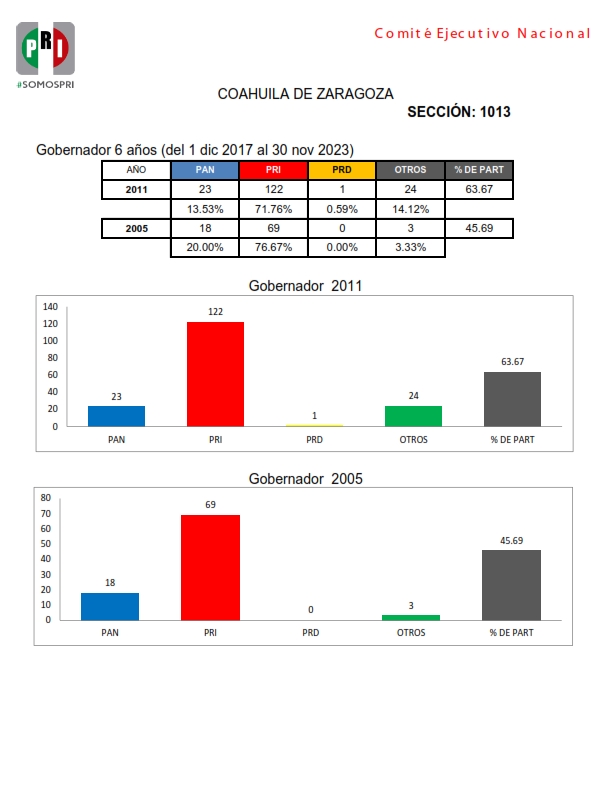 Comité Ejecutivo Nacional
PRI
#SOMOSPRI
COAHUILA DE ZARAGOZA
SECCIÓN: 1013
Gobernador 6 años (del 1 dic 2017 al 30 nov 2023)
AÑO PAN PRI PRD OTROS % DE PART
2011 23 122 1 24 63.67
13.53% 71.76% 0.59% 14.12%
2005 18 69 0 3 45.69
20.00% 76.67% 0.00% 3.33%
Gobernador 2011
140
120
100
80
60
40
20
0
23 122 1 24 63.67
PAN PRI PRD OTROS % DE PART
Gobernador 2005
80
70
60
50
40
30
20
10
0
18 69 0 3 45.69
PAN PRI PRD OTROS % DE PART